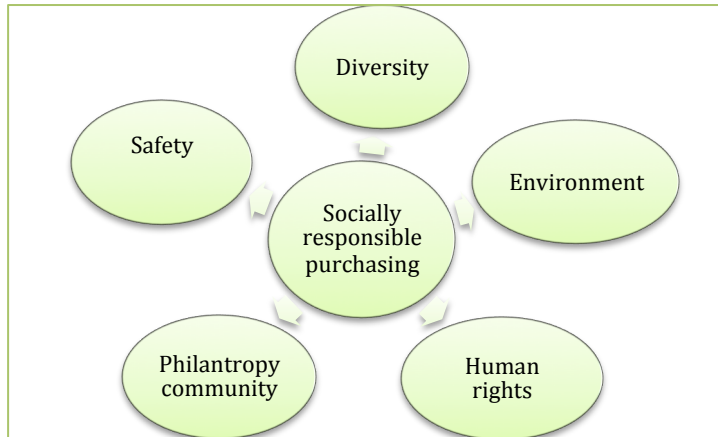 Diversity
Safety
Environment
Socially
responsible
purchasing
Philantropy
community
Human
rights